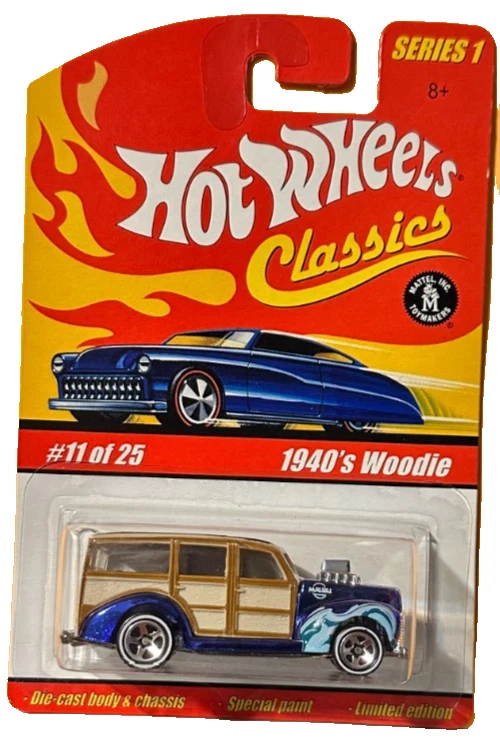 SERIES 1
8+
HOT WHEELS®
Classics
MATTEL, INC.
M
TOYMAKERS
®
#11 of 25
1940's Woodie
MALIBU
· Die-cast body & chassis · Special paint · Limited edition